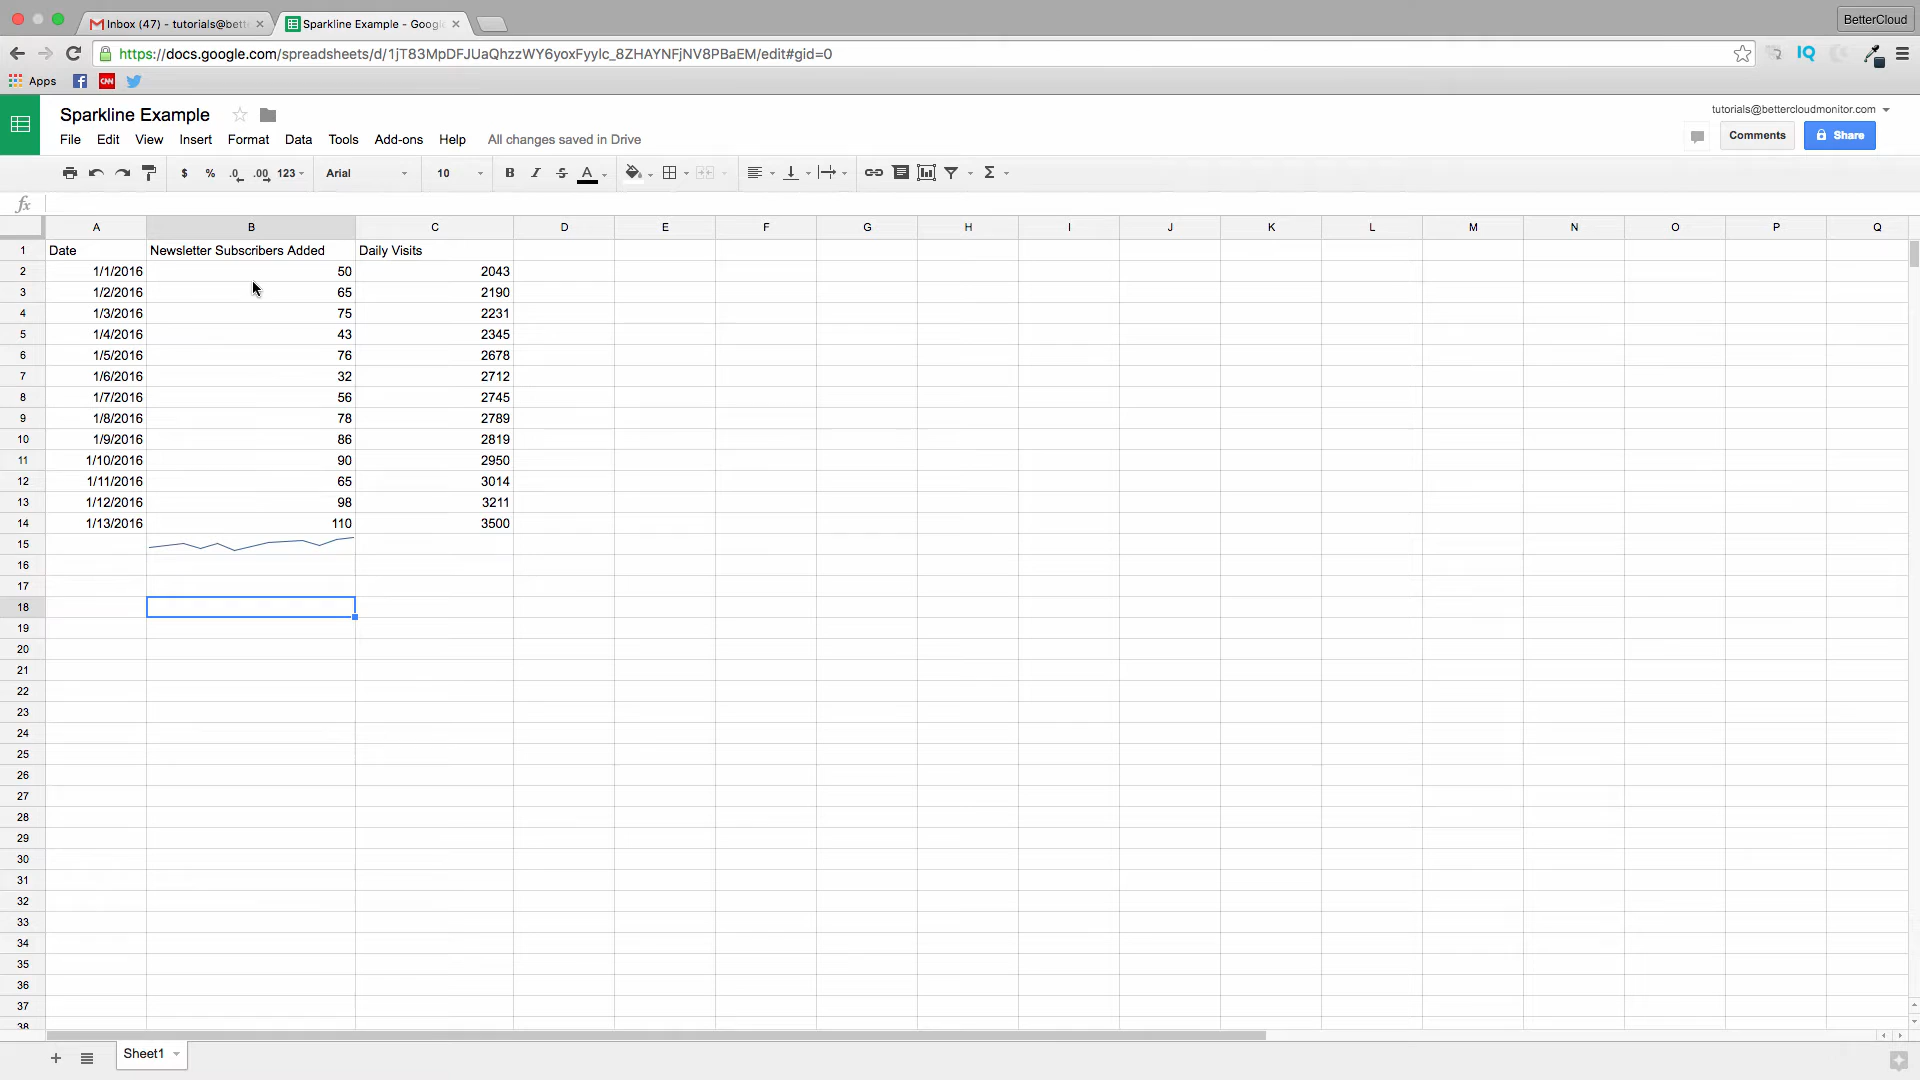 Inbox (47) - tutorials@bett Sparkline Example - Goog BetterCloud
https://docs.google.com/spreadsheets/d/1jT83MpDFJUaQhzzWY6yoxFyylc_8ZHAYNFjNV8PBaEM/edit#gid=0 IQ
Apps f CNN
Sparkline Example tutorials@bettercloudmonitor.com
File Edit View Insert Format Data Tools Add-ons Help All changes saved in Drive Comments Share
$ % .0 .00 123 Arial 10 B I S A Σ
fx
A B C D E F G H I J K L M N O P Q
1 Date Newsletter Subscribers Added Daily Visits
2 1/1/2016 50 2043
3 1/2/2016 65 2190
4 1/3/2016 75 2231
5 1/4/2016 43 2345
6 1/5/2016 76 2678
7 1/6/2016 32 2712
8 1/7/2016 56 2745
9 1/8/2016 78 2789
10 1/9/2016 86 2819
11 1/10/2016 90 2950
12 1/11/2016 65 3014
13 1/12/2016 98 3211
14 1/13/2016 110 3500
15
16
17
18
19
20
21
22
23
24
25
26
27
28
29
30
31
32
33
34
35
36
37
38
+ Sheet1